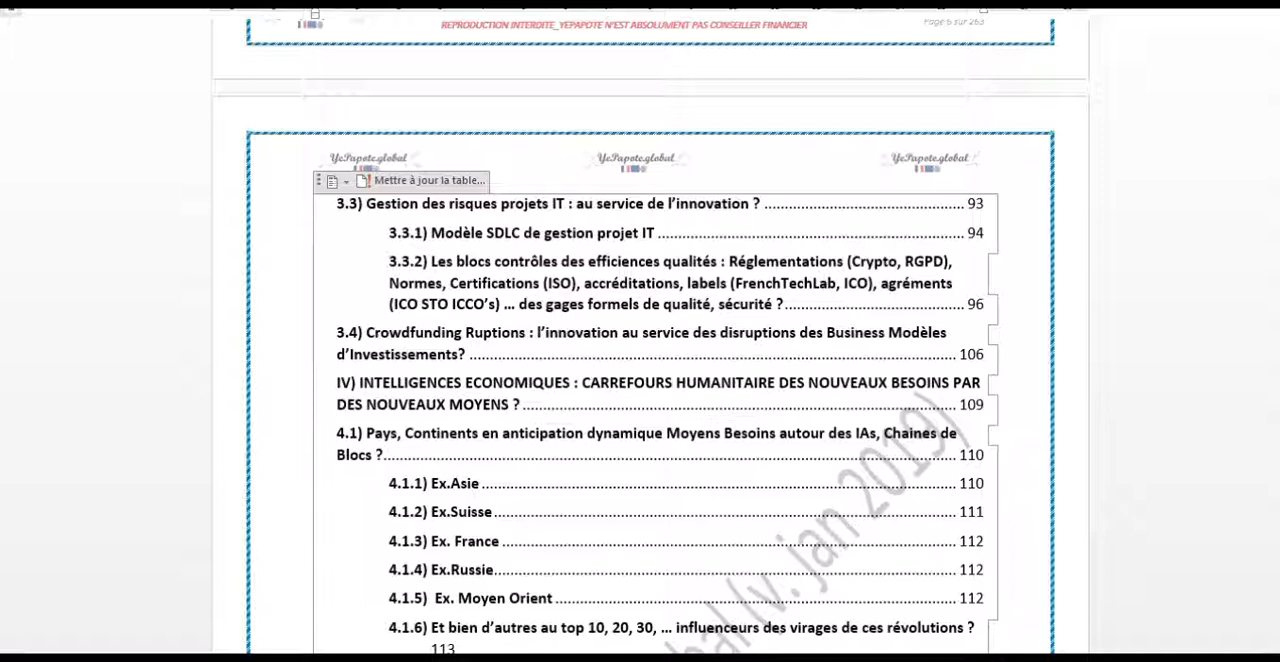 REPRODUCTION INTERDITE_YEPAPOTE N'EST ABSOLUMENT PAS CONSEILLER FINANCIER
Page 6 sur 263
YePapote.global YePapote.global YePapote.global
Mettre à jour la table...
3.3) Gestion des risques projets IT : au service de l'innovation ? 93
3.3.1) Modèle SDLC de gestion projet IT 94
3.3.2) Les blocs contrôles des efficiences qualités : Réglementations (Crypto, RGPD),
Normes, Certifications (ISO), accréditations, labels (FrenchTechLab, ICO), agréments
(ICO STO ICCO's) ... des gages formels de qualité, sécurité ? 96
3.4) Crowdfunding Ruptions : l'innovation au service des disruptions des Business Modèles
d'Investissements? 106
IV) INTELLIGENCES ECONOMIQUES : CARREFOURS HUMANITAIRE DES NOUVEAUX BESOINS PAR
DES NOUVEAUX MOYENS ? 109
4.1) Pays, Continents en anticipation dynamique Moyens Besoins autour des IAs, Chaines de
Blocs ? 110
4.1.1) Ex.Asie 110
4.1.2) Ex.Suisse 111
4.1.3) Ex. France 112
4.1.4) Ex.Russie 112
4.1.5) Ex. Moyen Orient 112
4.1.6) Et bien d'autres au top 10, 20, 30, ... influenceurs des virages de ces révolutions ?
113
bal (v. jan 2019)